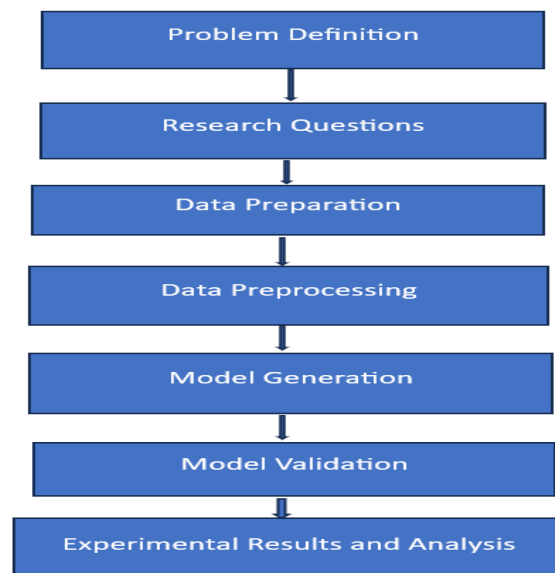 Problem Definition
Research Questions
Data Preparation
Data Preprocessing
Model Generation
Model Validation
Experimental Results and Analysis